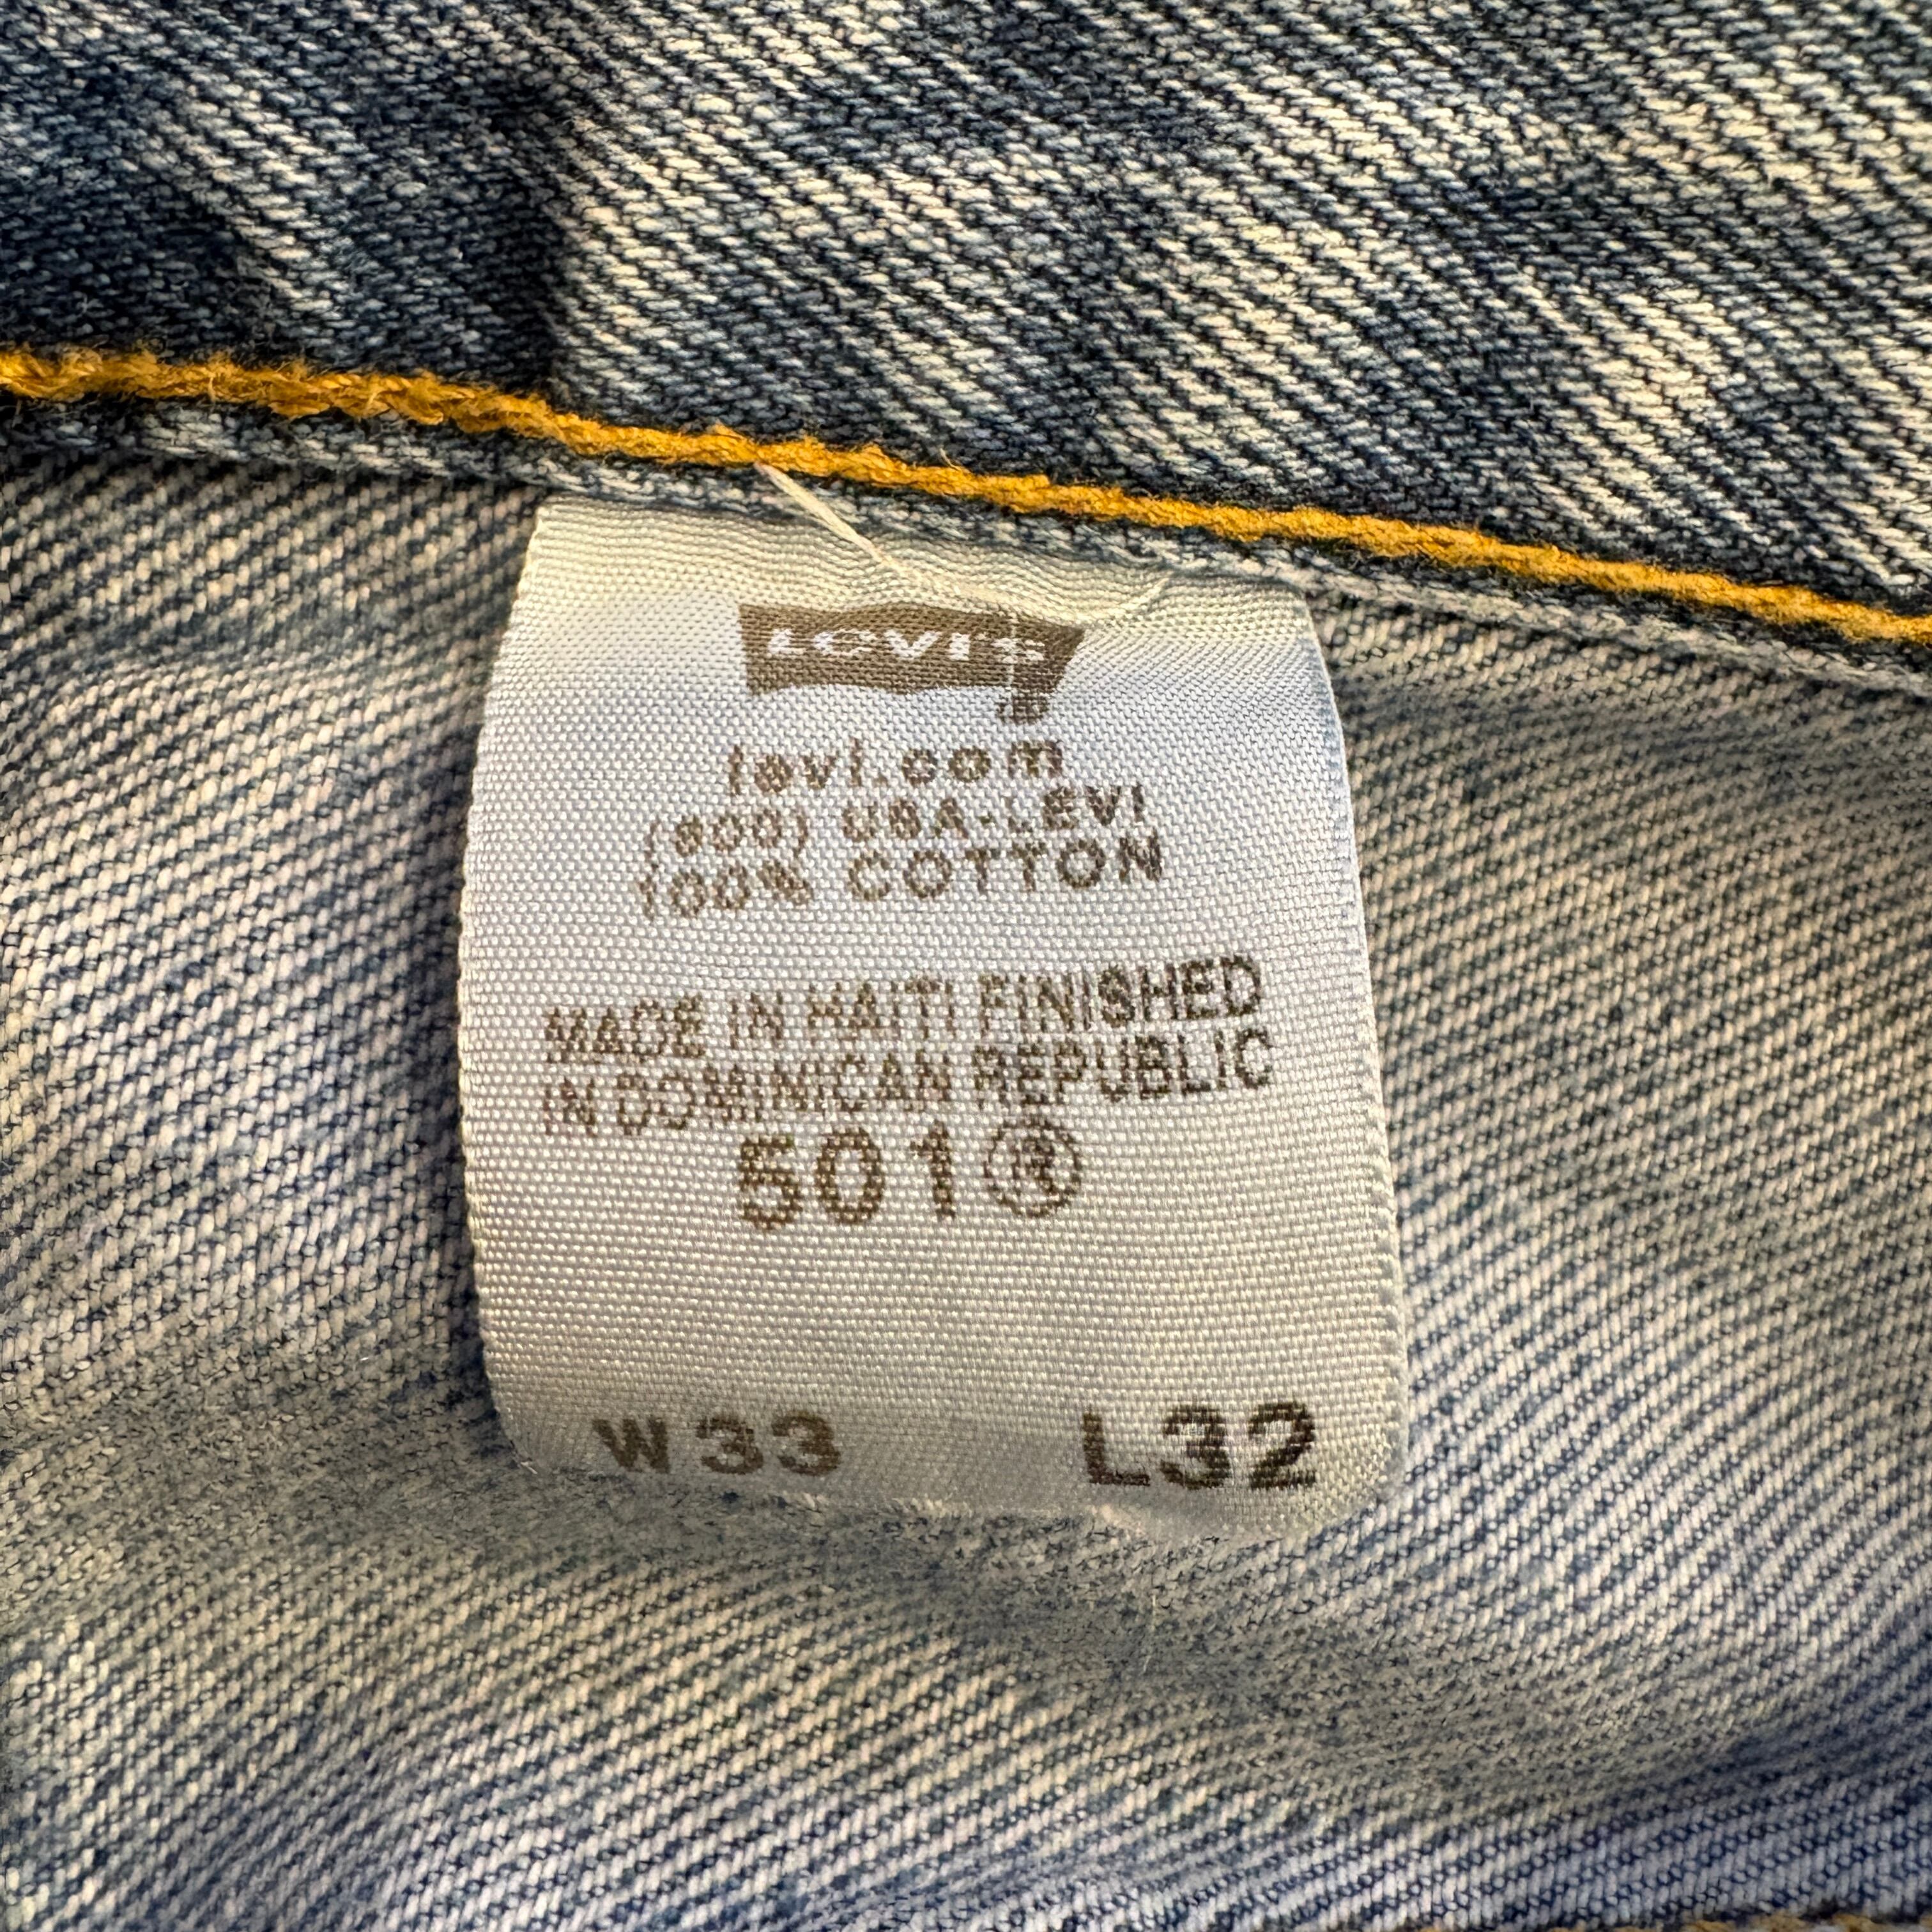 LEVI'S
®
levi.com
(800) USA-LEVI
100% COTTON
MADE IN HAITI FINISHED
IN DOMINICAN REPUBLIC
501®
W33 L32